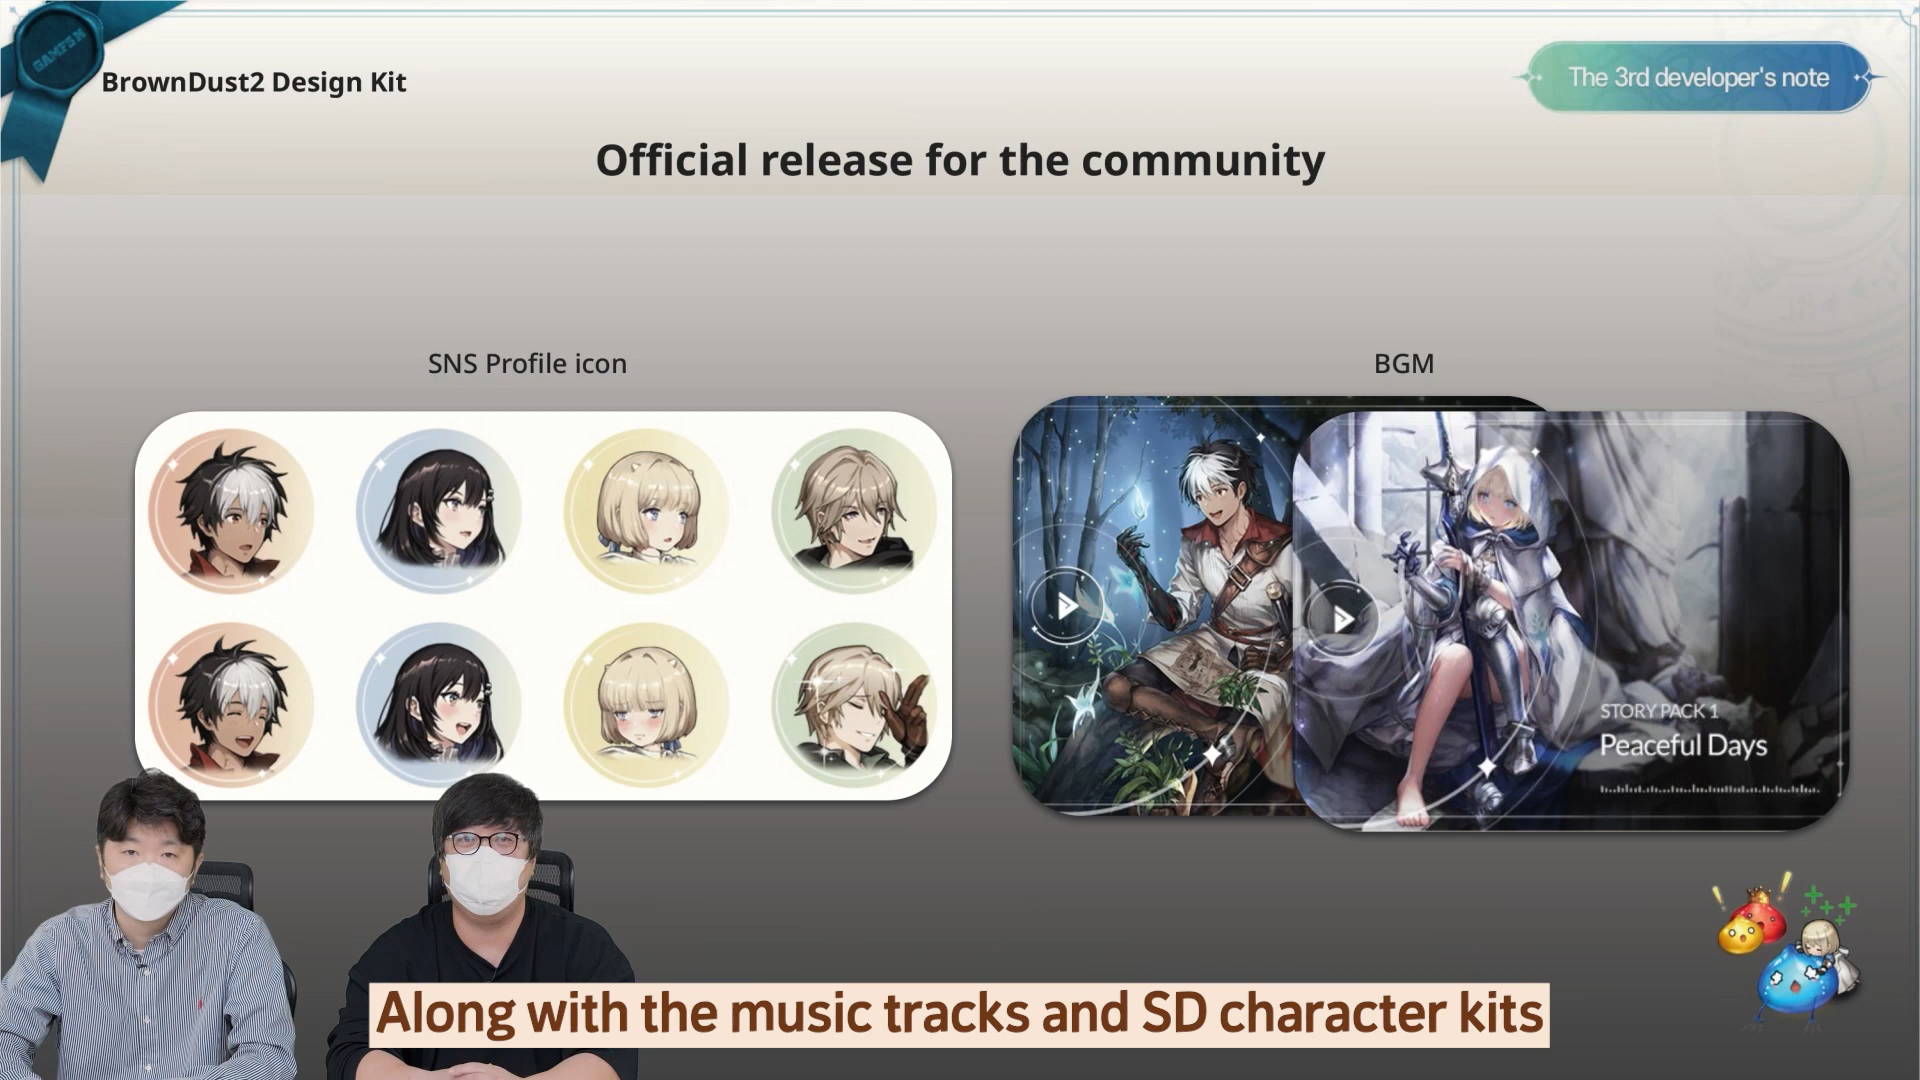 GAMFS N
BrownDust2 Design Kit
The 3rd developer's note
Official release for the community
SNS Profile icon
BGM
STORY PACK 1
Peaceful Days
Along with the music tracks and SD character kits